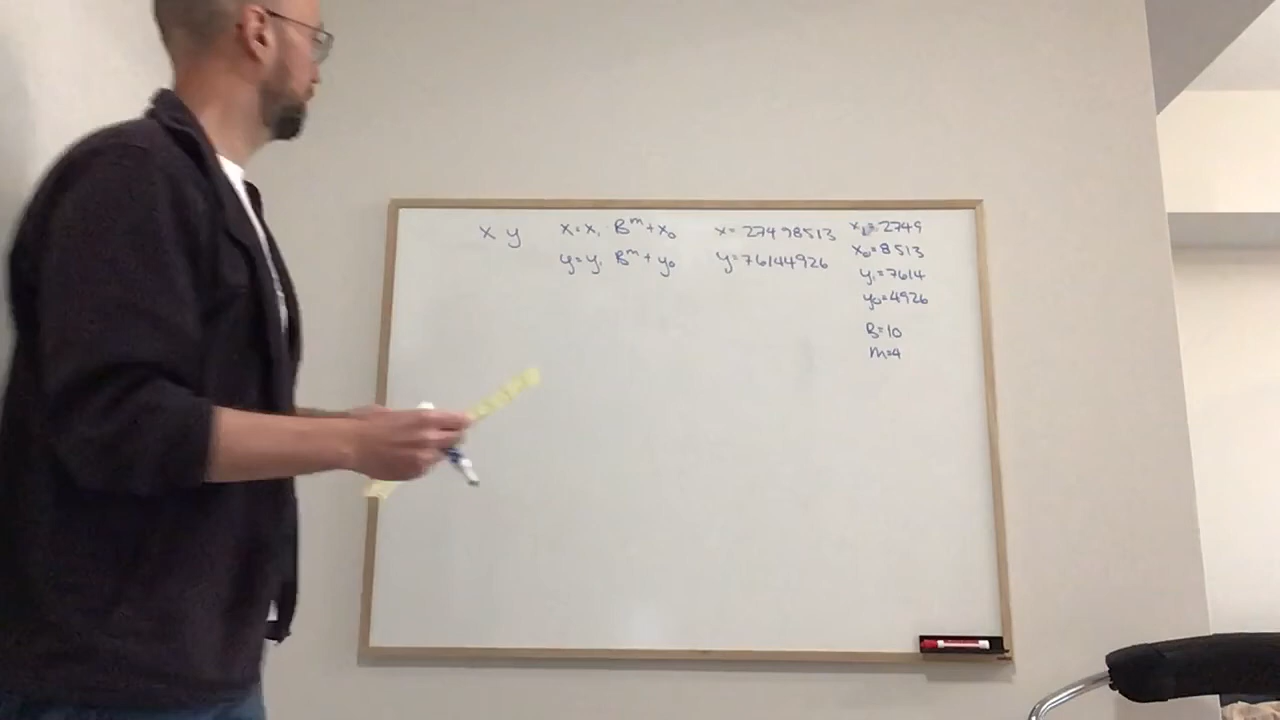 x y
x = x₁ Bᵐ + x₀
y = y₁ Bᵐ + y₀
x = 27498513
y = 76144926
x₁ = 2749
x₀ = 8513
y₁ = 7614
y₀ = 4926
B = 10
m = 4